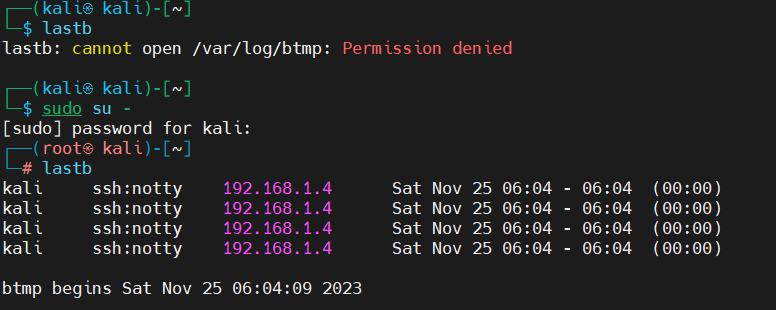 ┌──(kali㉿ kali)-[~]
└─$ lastb
lastb: cannot open /var/log/btmp: Permission denied
┌──(kali㉿ kali)-[~]
└─$ sudo su -
[sudo] password for kali:
┌──(root㉿ kali)-[~]
└─# lastb
kali     ssh:notty    192.168.1.4      Sat Nov 25 06:04 - 06:04  (00:00)
kali     ssh:notty    192.168.1.4      Sat Nov 25 06:04 - 06:04  (00:00)
kali     ssh:notty    192.168.1.4      Sat Nov 25 06:04 - 06:04  (00:00)
kali     ssh:notty    192.168.1.4      Sat Nov 25 06:04 - 06:04  (00:00)
btmp begins Sat Nov 25 06:04:09 2023